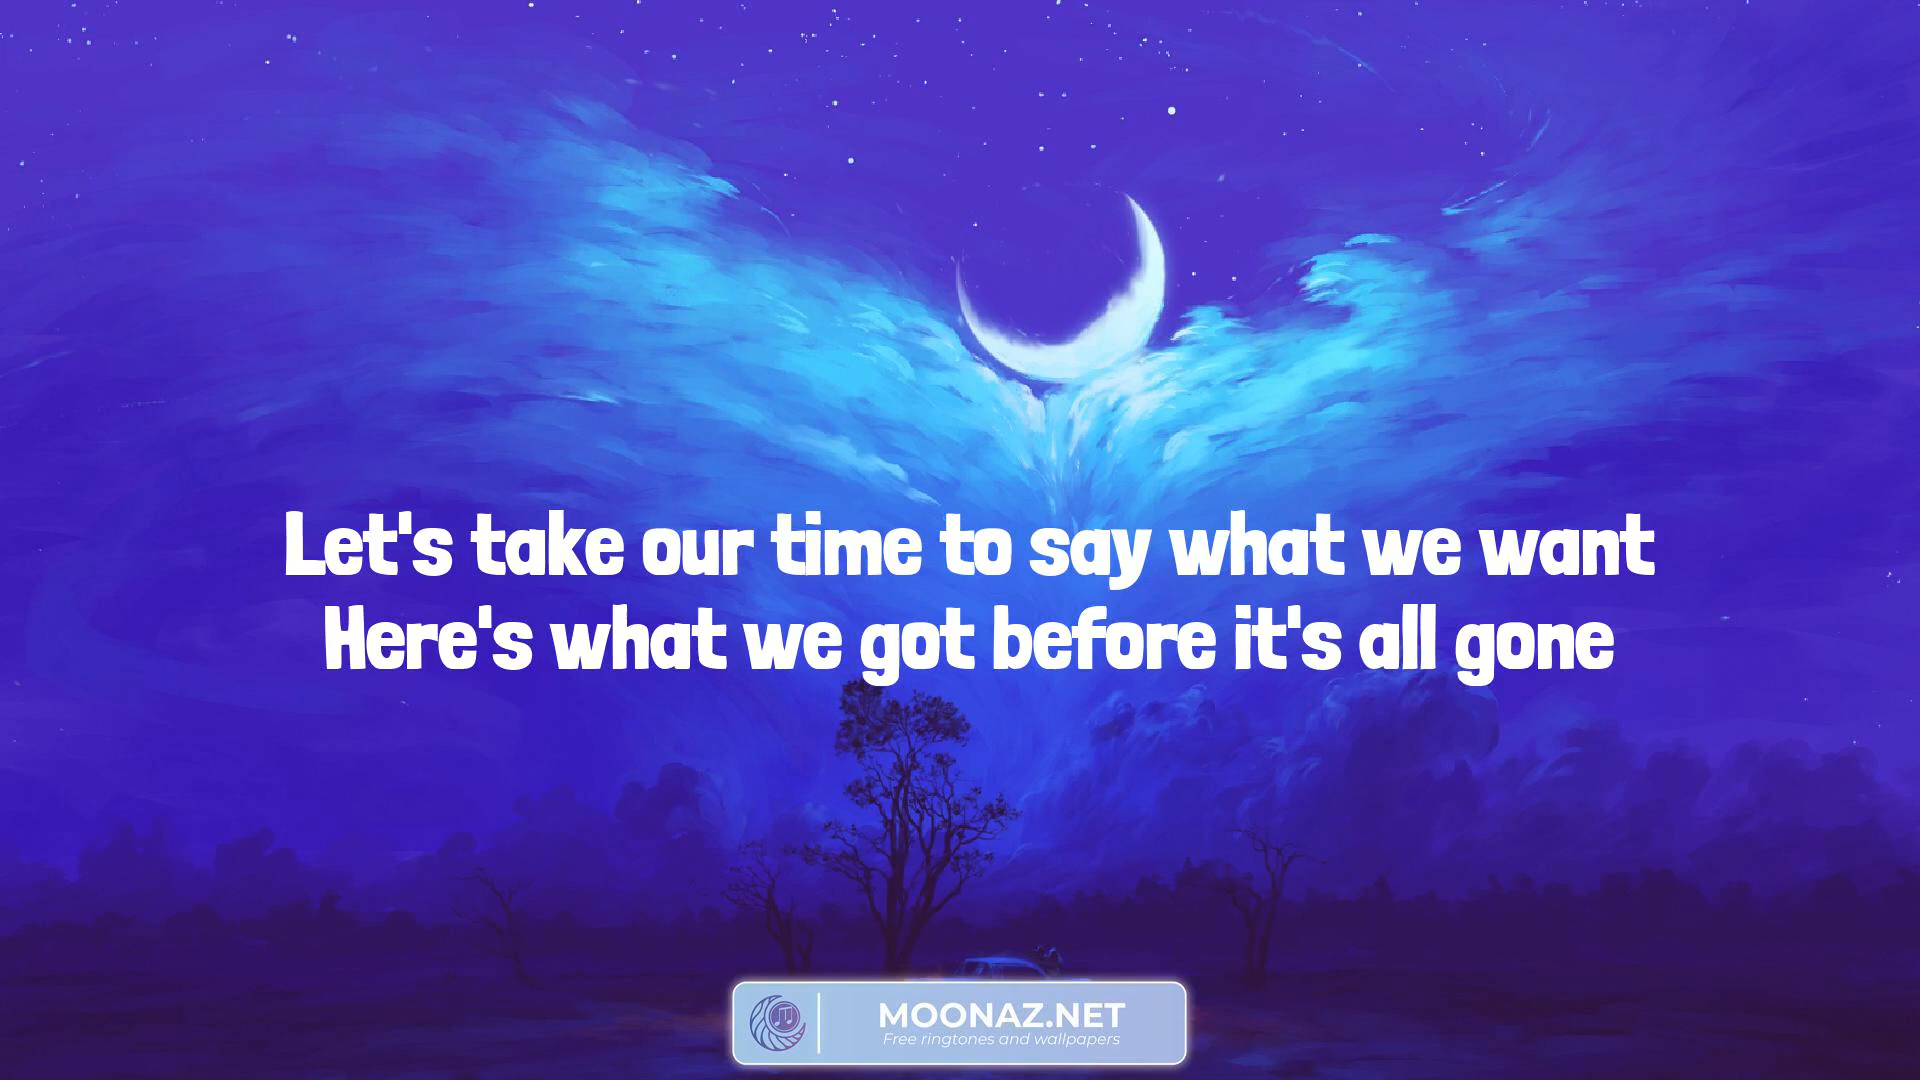 Let's take our time to say what we want
Here's what we got before it's all gone
MOONAZ.NET
Free ringtones and wallpapers